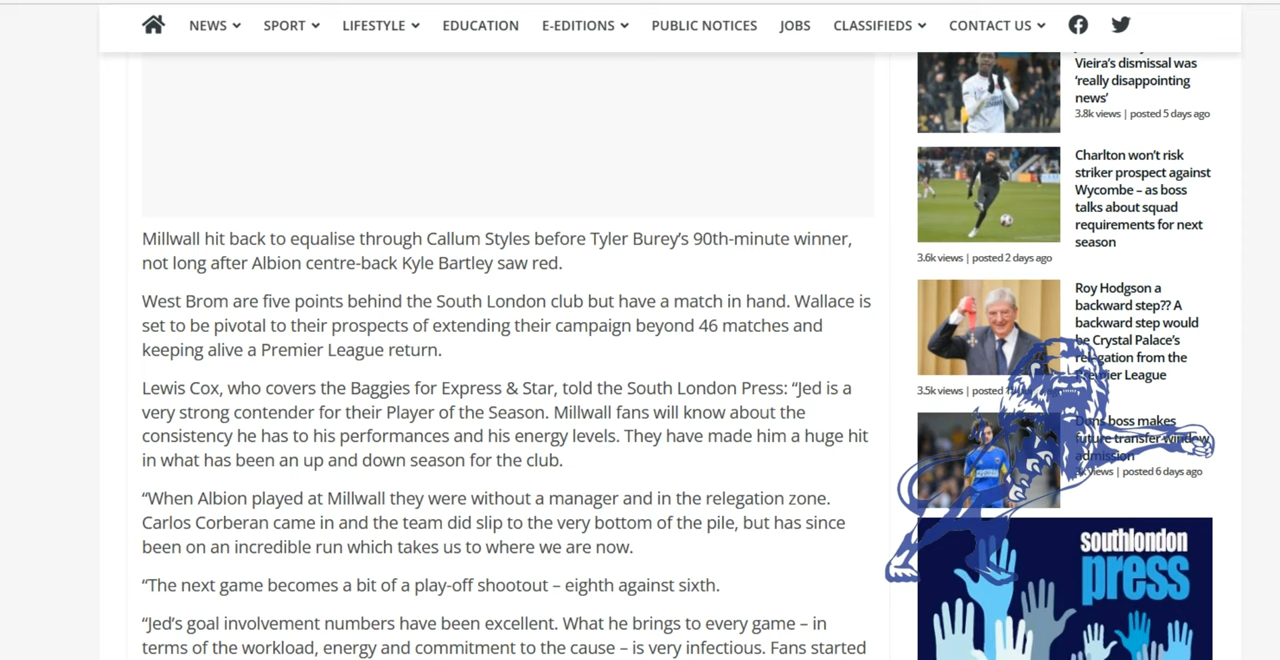 NEWS
SPORT
LIFESTYLE
EDUCATION
E-EDITIONS
PUBLIC NOTICES
JOBS
CLASSIFIEDS
CONTACT US
Millwall hit back to equalise through Callum Styles before Tyler Burey’s 90th-minute winner,
not long after Albion centre-back Kyle Bartley saw red.
West Brom are five points behind the South London club but have a match in hand. Wallace is
set to be pivotal to their prospects of extending their campaign beyond 46 matches and
keeping alive a Premier League return.
Lewis Cox, who covers the Baggies for Express & Star, told the South London Press: “Jed is a
very strong contender for their Player of the Season. Millwall fans will know about the
consistency he has to his performances and his energy levels. They have made him a huge hit
in what has been an up and down season for the club.
“When Albion played at Millwall they were without a manager and in the relegation zone.
Carlos Corberan came in and the team did slip to the very bottom of the pile, but has since
been on an incredible run which takes us to where we are now.
“The next game becomes a bit of a play-off shootout – eighth against sixth.
“Jed’s goal involvement numbers have been excellent. What he brings to every game – in
terms of the workload, energy and commitment to the cause – is very infectious. Fans started
Vieira’s dismissal was
‘really disappointing
news’
3.8k views | posted 5 days ago
Charlton won’t risk
striker prospect against
Wycombe – as boss
talks about squad
requirements for next
season
3.6k views | posted 2 days ago
Roy Hodgson a
backward step?? A
backward step would
be Crystal Palace’s
relegation from the
Premier League
3.5k views | posted
Dons boss makes
future transfer window
admission
views | posted 6 days ago
southlondon
press